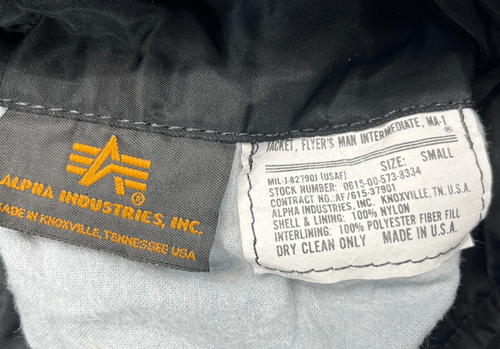 ALPHA INDUSTRIES, INC.
MADE IN KNOXVILLE, TENNESSEE USA
JACKET, FLYER'S MAN INTERMEDIATE, MA-1
®
MIL-J-8279OJ (USAF)
SIZE: SMALL
STOCK NUMBER: 0615-00-573-8334
CONTRACT NO.: AF/615-37901
ALPHA INDUSTRIES, INC. KNOXVILLE, TN. U.S.A.
SHELL & LINING: 100% NYLON
INTERLINING: 100% POLYESTER FIBER FILL
DRY CLEAN ONLY MADE IN U.S.A.